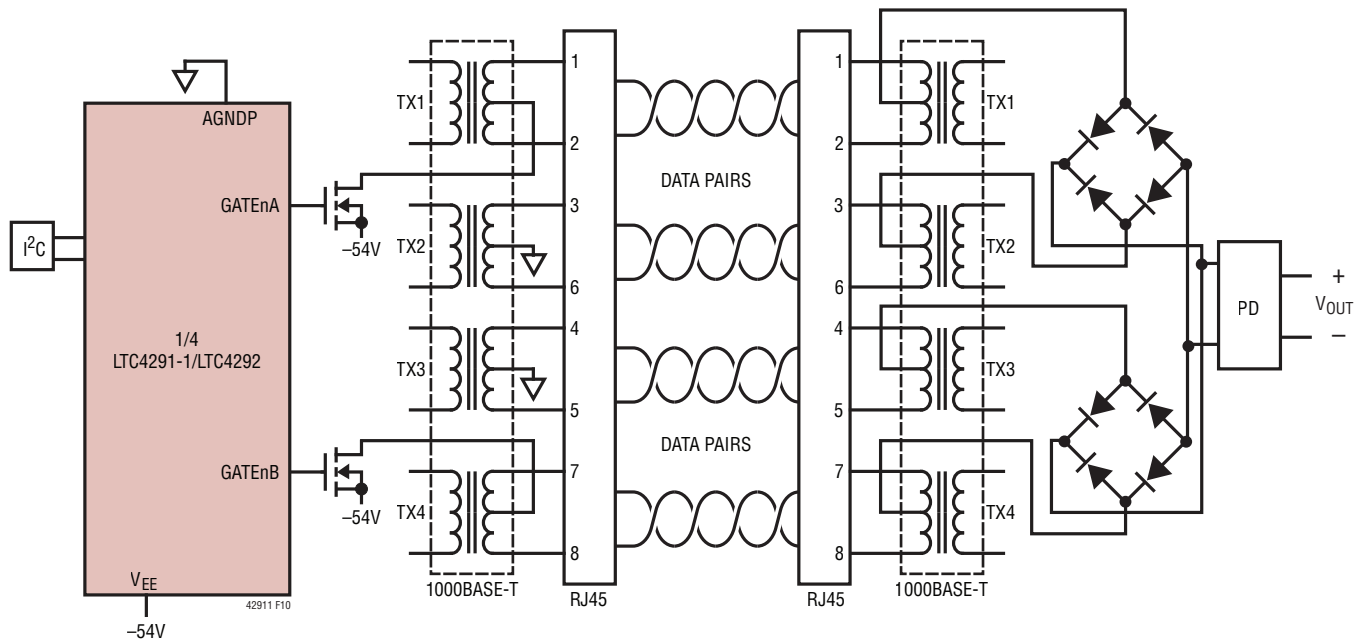 AGNDP
GATEnA
–54V
I²C
1/4
LTC4291-1/LTC4292
GATEnB
–54V
VEE
–54V
42911 F10
TX1
TX2
TX3
TX4
1000BASE-T
1
2
3
6
4
5
7
8
RJ45
DATA PAIRS
DATA PAIRS
1
2
3
6
4
5
7
8
RJ45
TX1
TX2
TX3
TX4
1000BASE-T
PD
+
VOUT
–